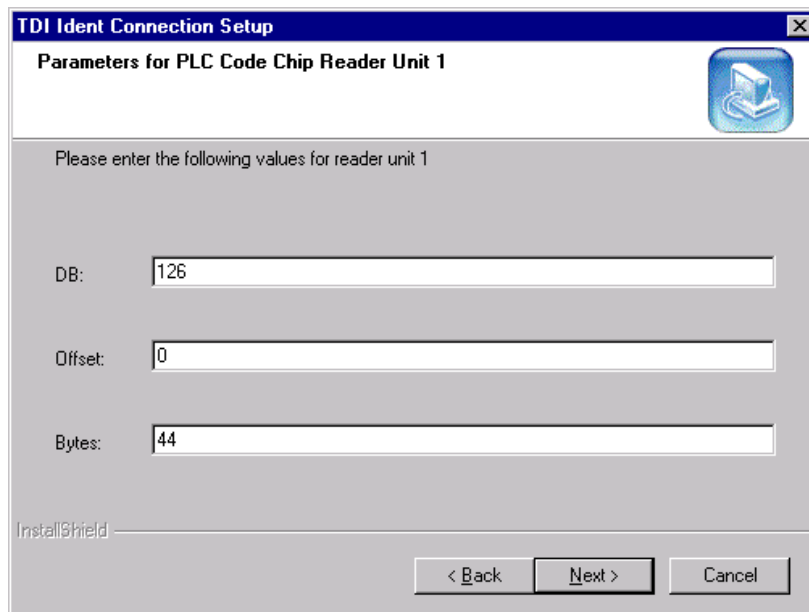 TDI Ident Connection Setup
Parameters for PLC Code Chip Reader Unit 1
Please enter the following values for reader unit 1
DB: 126
Offset: 0
Bytes: 44
InstallShield
< Back Next > Cancel